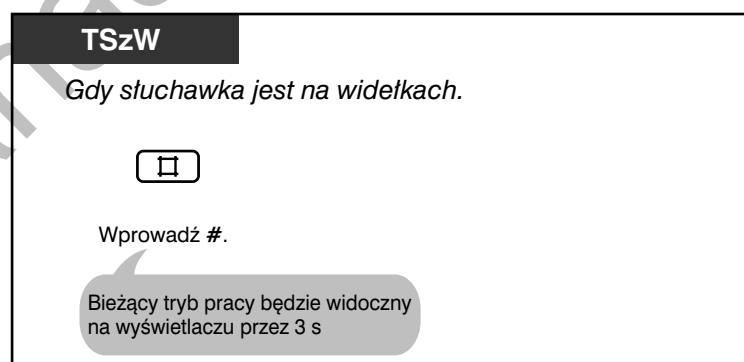 TSzW
Gdy słuchawka jest na widełkach.
Wprowadź #.
Bieżący tryb pracy będzie widoczny
na wyświetlaczu przez 3 s